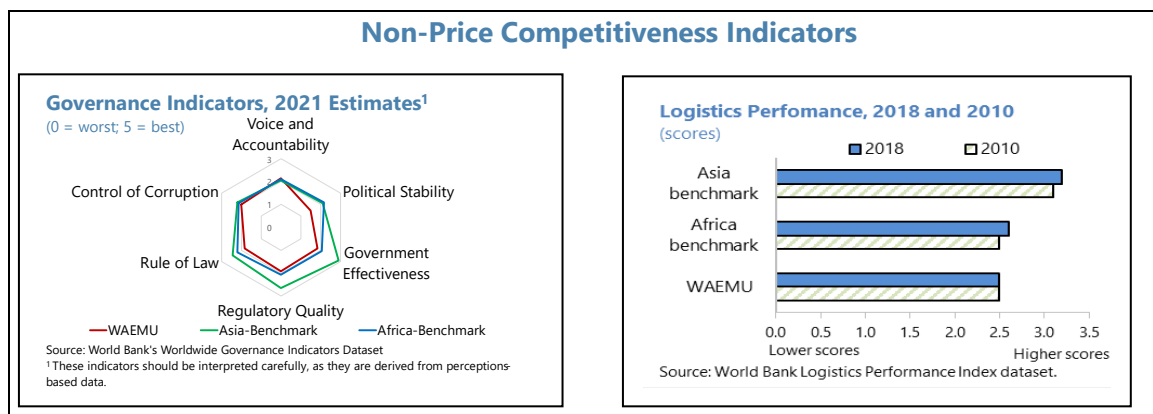 Non-Price Competitiveness Indicators
Governance Indicators, 2021 Estimates¹
(0 = worst; 5 = best)
Voice and
Accountability
3
2
1
0
Control of Corruption
Political Stability
Rule of Law
Government
Effectiveness
Regulatory Quality
WAEMU Asia-Benchmark Africa-Benchmark
Source: World Bank's Worldwide Governance Indicators Dataset
¹ These indicators should be interpreted carefully, as they are derived from perceptions-
based data.
Logistics Perfomance, 2018 and 2010
(scores)
2018 2010
Asia
benchmark
Africa
benchmark
WAEMU
0.0 0.5 1.0 1.5 2.0 2.5 3.0 3.5
Lower scores Higher scores
Source: World Bank Logistics Performance Index dataset.